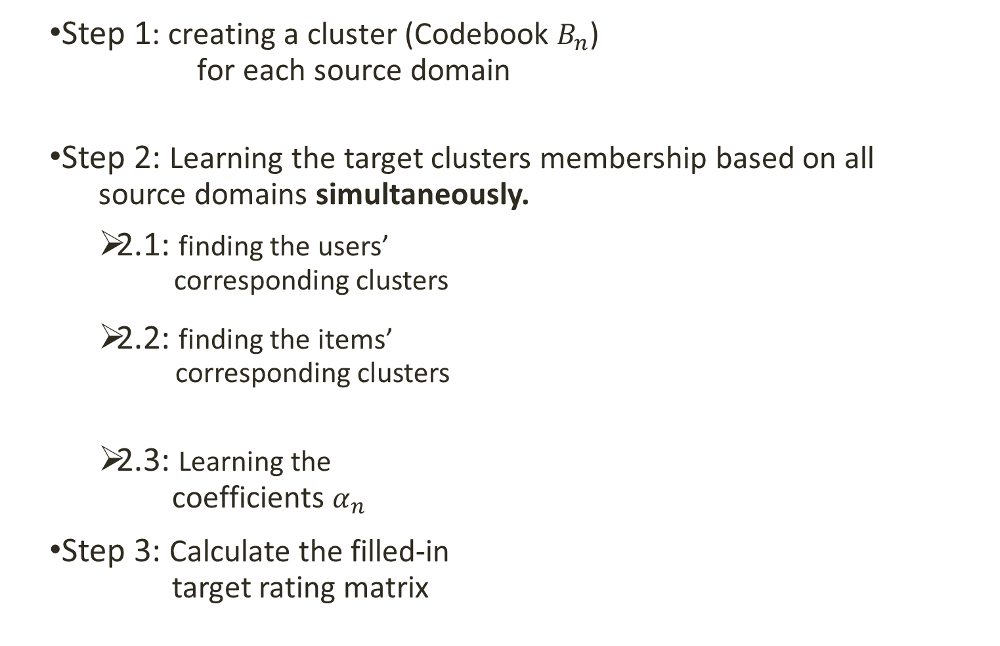 •Step 1: creating a cluster (Codebook Bₙ)
for each source domain
•Step 2: Learning the target clusters membership based on all
source domains simultaneously.
➢2.1: finding the users’
corresponding clusters
➢2.2: finding the items’
corresponding clusters
➢2.3: Learning the
coefficients αₙ
•Step 3: Calculate the filled-in
target rating matrix